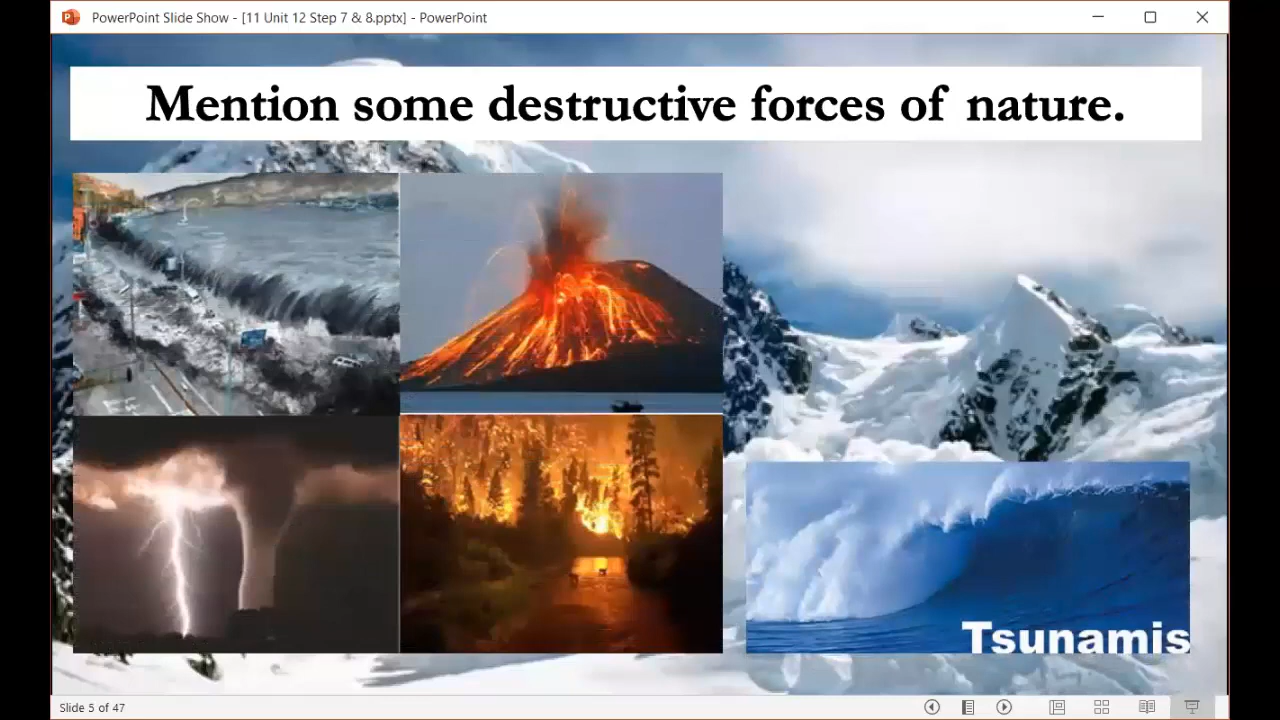 PowerPoint Slide Show - [11 Unit 12 Step 7 & 8.pptx] - PowerPoint
Mention some destructive forces of nature.
Tsunamis
Slide 5 of 47